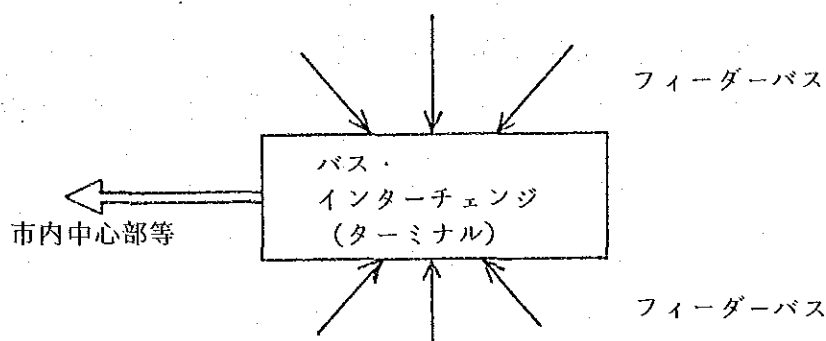 フィーダーバス
バス・
インターチェンジ
(ターミナル)
市内中心部等
フィーダーバス